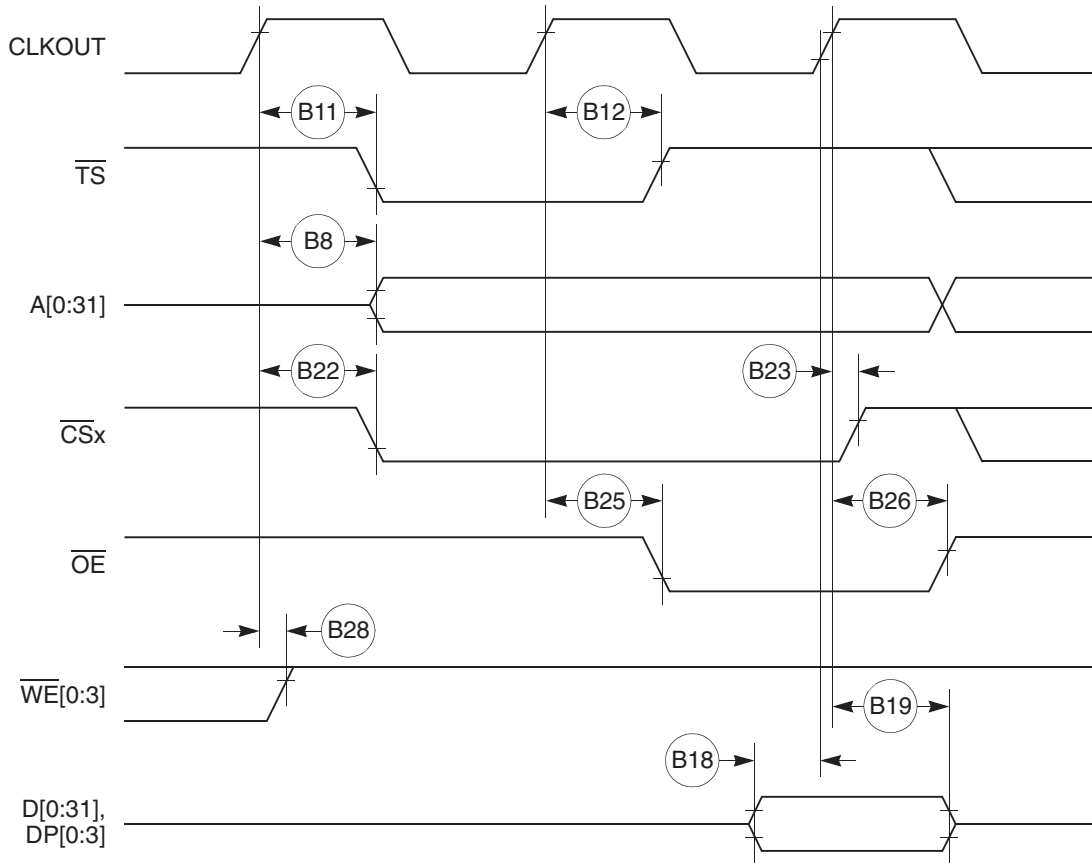 CLKOUT
B11
B12
TS
B8
A[0:31]
B22
B23
CSx
B25
B26
OE
B28
WE[0:3]
B19
B18
D[0:31],
DP[0:3]